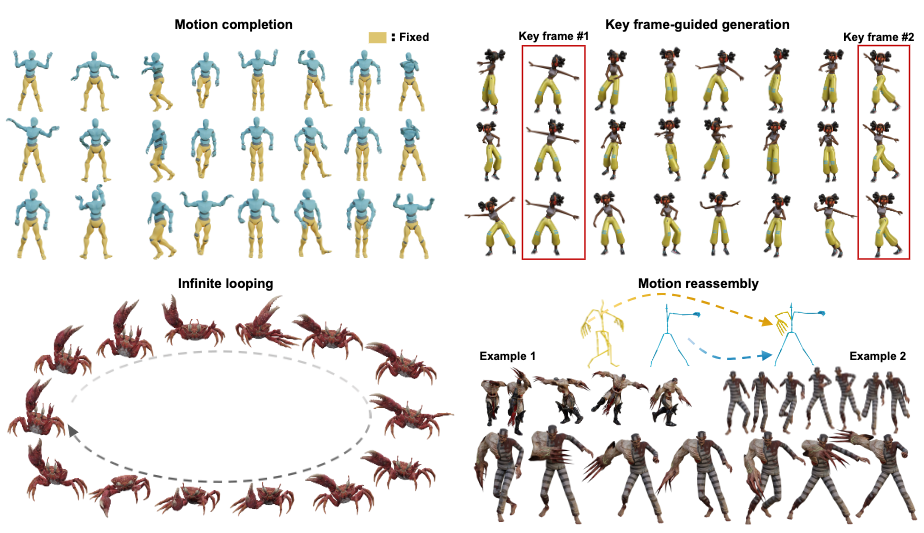 Motion completion
: Fixed
Key frame-guided generation
Key frame #1
Key frame #2
Infinite looping
Motion reassembly
Example 1
Example 2